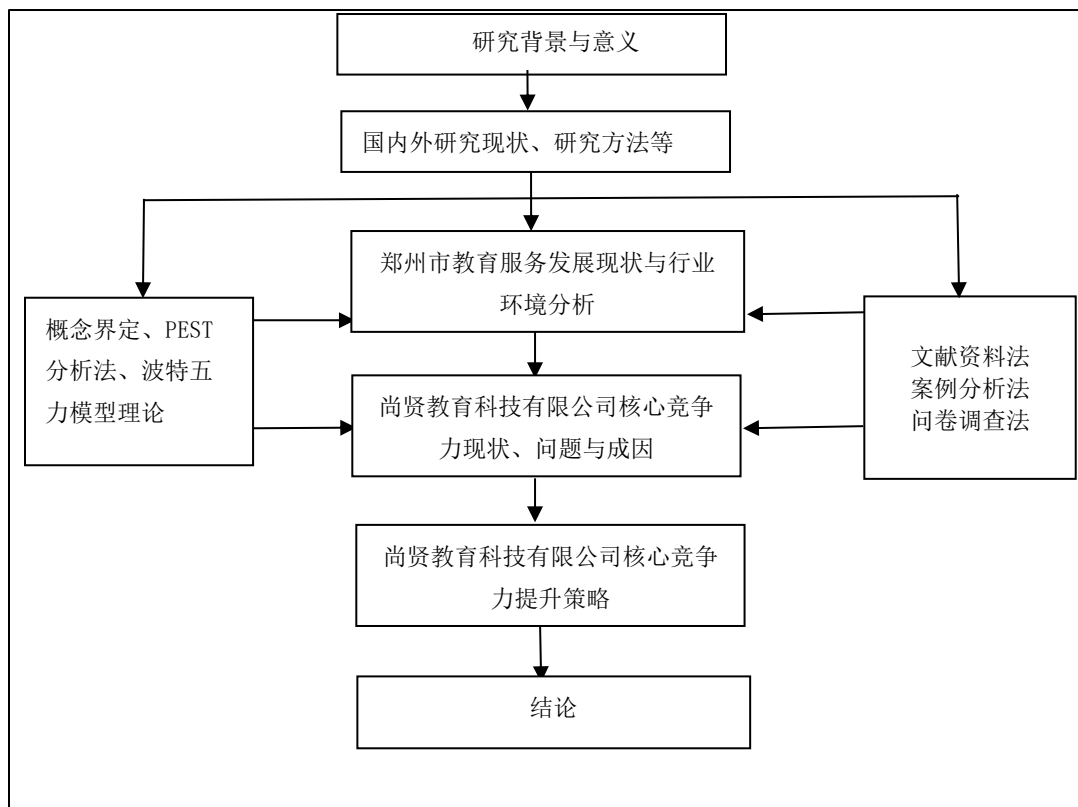 研究背景与意义
国内外研究现状、研究方法等
郑州市教育服务发展现状与行业
环境分析
概念界定、PEST
分析法、波特五
力模型理论
文献资料法
案例分析法
问卷调查法
尚贤教育科技有限公司核心竞争
力现状、问题与成因
尚贤教育科技有限公司核心竞争
力提升策略
结论